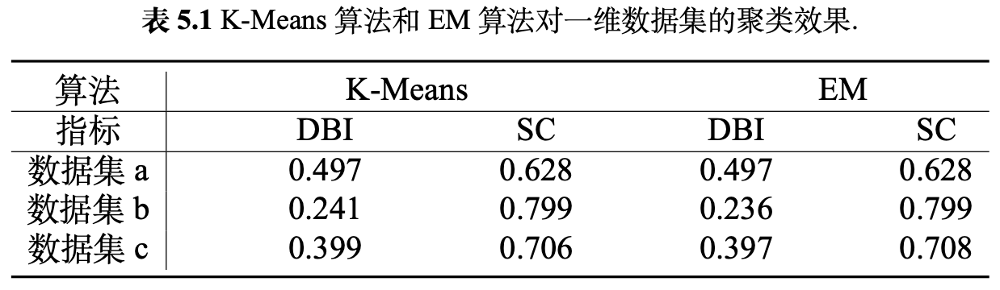 表 5.1 K-Means 算法和 EM 算法对一维数据集的聚类效果.
算法 K-Means EM
指标 DBI SC DBI SC
数据集 a 0.497 0.628 0.497 0.628
数据集 b 0.241 0.799 0.236 0.799
数据集 c 0.399 0.706 0.397 0.708